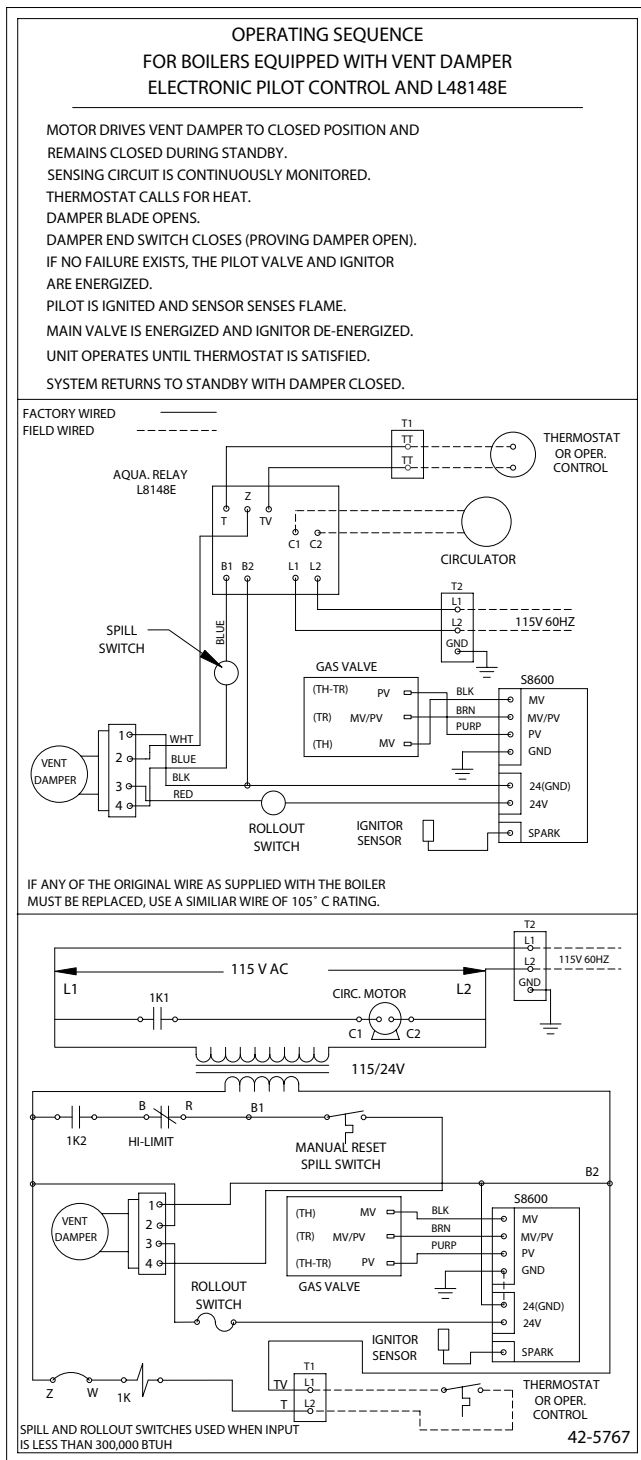 OPERATING SEQUENCE
FOR BOILERS EQUIPPED WITH VENT DAMPER
ELECTRONIC PILOT CONTROL AND L48148E
MOTOR DRIVES VENT DAMPER TO CLOSED POSITION AND
REMAINS CLOSED DURING STANDBY.
SENSING CIRCUIT IS CONTINUOUSLY MONITORED.
THERMOSTAT CALLS FOR HEAT.
DAMPER BLADE OPENS.
DAMPER END SWITCH CLOSES (PROVING DAMPER OPEN).
IF NO FAILURE EXISTS, THE PILOT VALVE AND IGNITOR
ARE ENERGIZED.
PILOT IS IGNITED AND SENSOR SENSES FLAME.
MAIN VALVE IS ENERGIZED AND IGNITOR DE-ENERGIZED.
UNIT OPERATES UNTIL THERMOSTAT IS SATISFIED.
SYSTEM RETURNS TO STANDBY WITH DAMPER CLOSED.
FACTORY WIRED
FIELD WIRED
T1
TT
TT
THERMOSTAT
OR OPER.
CONTROL
AQUA. RELAY
L8148E
Z
T
TV
C1 C2
B1 B2
L1 L2
CIRCULATOR
T2
L1
L2
GND
115V 60HZ
BLUE
SPILL
SWITCH
GAS VALVE
(TH-TR) PV
(TR) MV/PV
(TH) MV
BLK
BRN
PURP
S8600
MV
MV/PV
PV
GND
24(GND)
24V
SPARK
VENT
DAMPER
1
2
3
4
WHT
BLUE
BLK
RED
ROLLOUT
SWITCH
IGNITOR
SENSOR
IF ANY OF THE ORIGINAL WIRE AS SUPPLIED WITH THE BOILER
MUST BE REPLACED, USE A SIMILIAR WIRE OF 105° C RATING.
T2
L1
L2
GND
115V 60HZ
115 V AC
L1
L2
1K1
CIRC. MOTOR
C1 C2
115/24V
B R
B1
1K2
HI-LIMIT
MANUAL RESET
SPILL SWITCH
B2
VENT
DAMPER
1
2
3
4
(TH) MV
(TR) MV/PV
(TH-TR) PV
GAS VALVE
BLK
BRN
PURP
S8600
MV
MV/PV
PV
GND
24(GND)
24V
SPARK
ROLLOUT
SWITCH
IGNITOR
SENSOR
Z W 1K
T1
TV L1
T L2
THERMOSTAT
OR OPER.
CONTROL
SPILL AND ROLLOUT SWITCHES USED WHEN INPUT
IS LESS THAN 300,000 BTUH
42-5767